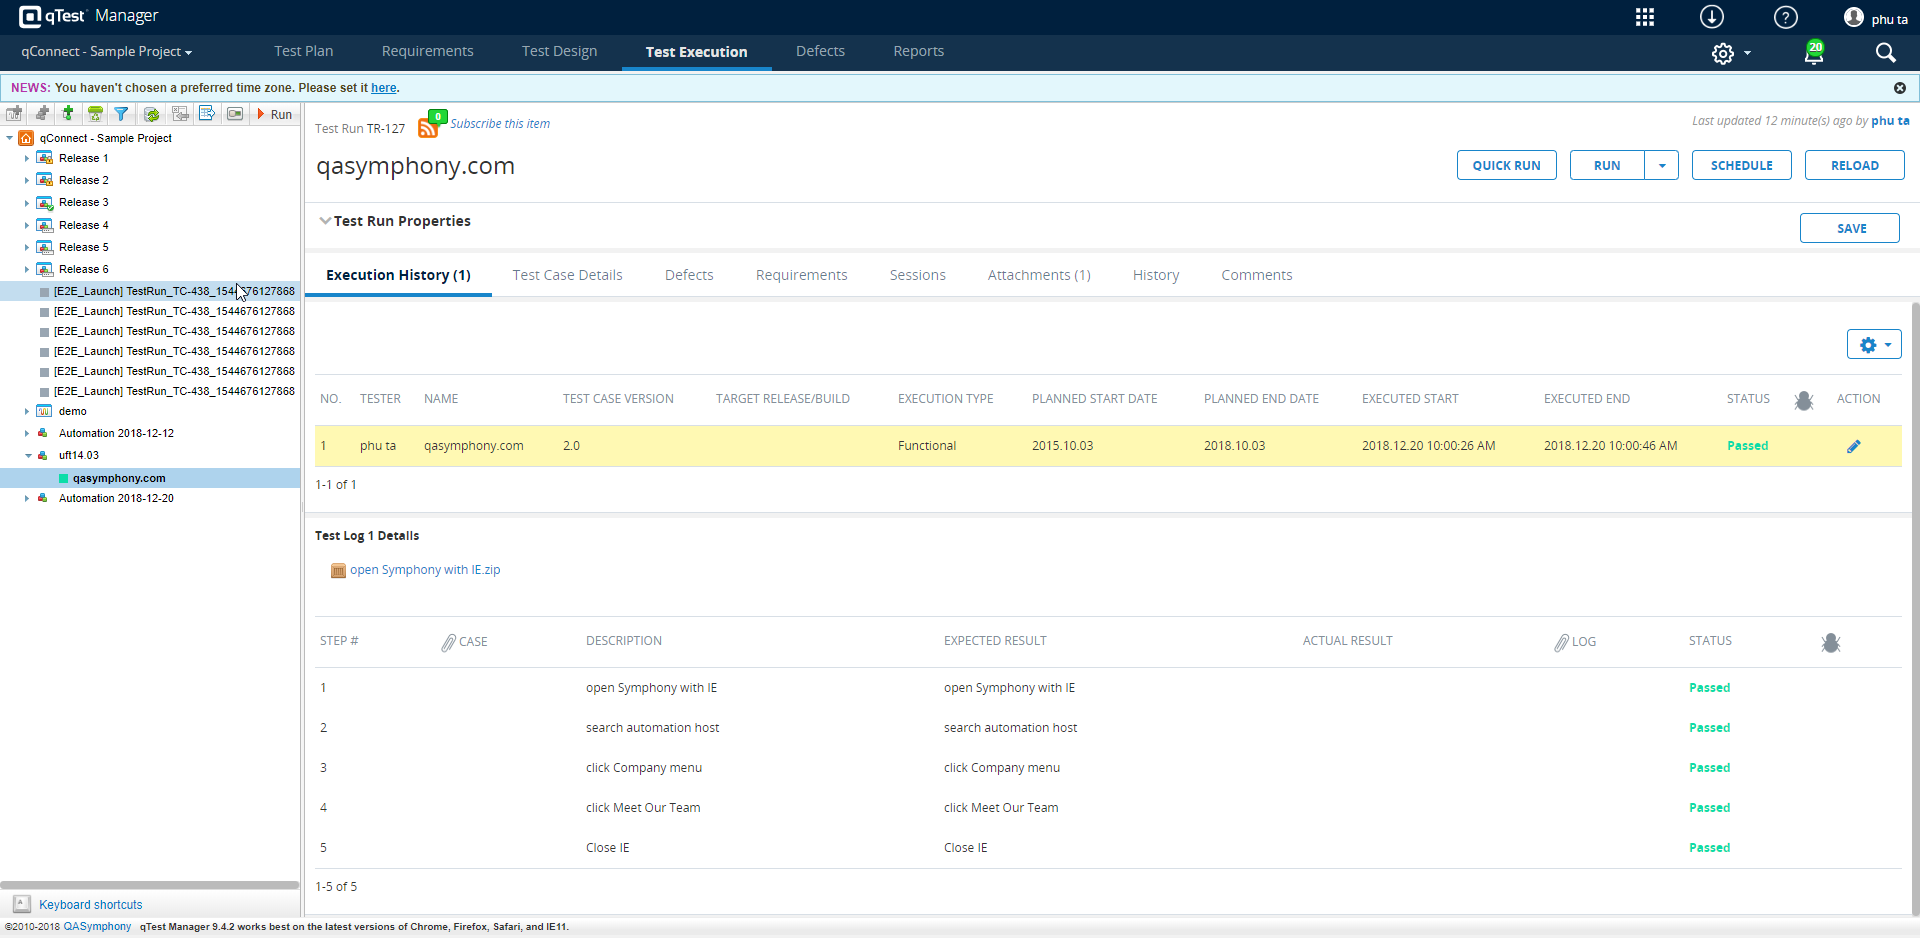 qTest Manager
phu ta
qConnect - Sample Project
Test Plan Requirements Test Design Test Execution Defects Reports
20
NEWS: You haven't chosen a preferred time zone. Please set it here.
Run
qConnect - Sample Project
Release 1
Release 2
Release 3
Release 4
Release 5
Release 6
[E2E_Launch] TestRun_TC-438_1544676127868
[E2E_Launch] TestRun_TC-438_1544676127868
[E2E_Launch] TestRun_TC-438_1544676127868
[E2E_Launch] TestRun_TC-438_1544676127868
[E2E_Launch] TestRun_TC-438_1544676127868
[E2E_Launch] TestRun_TC-438_1544676127868
demo
Automation 2018-12-12
uft14.03
qasymphony.com
Automation 2018-12-20
Keyboard shortcuts
Test Run TR-127 0 Subscribe this item
Last updated 12 minute(s) ago by phu ta
qasymphony.com
QUICK RUN RUN SCHEDULE RELOAD
Test Run Properties
SAVE
Execution History (1) Test Case Details Defects Requirements Sessions Attachments (1) History Comments
NO. TESTER NAME TEST CASE VERSION TARGET RELEASE/BUILD EXECUTION TYPE PLANNED START DATE PLANNED END DATE EXECUTED START EXECUTED END STATUS ACTION
1 phu ta qasymphony.com 2.0 Functional 2015.10.03 2018.10.03 2018.12.20 10:00:26 AM 2018.12.20 10:00:46 AM Passed
1-1 of 1
Test Log 1 Details
open Symphony with IE.zip
STEP # CASE DESCRIPTION EXPECTED RESULT ACTUAL RESULT LOG STATUS
1 open Symphony with IE open Symphony with IE Passed
2 search automation host search automation host Passed
3 click Company menu click Company menu Passed
4 click Meet Our Team click Meet Our Team Passed
5 Close IE Close IE Passed
1-5 of 5
©2010-2018 QASymphony qTest Manager 9.4.2 works best on the latest versions of Chrome, Firefox, Safari, and IE11.